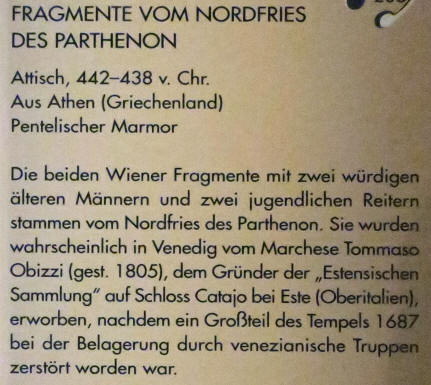 FRAGMENTE VOM NORDFRIES
DES PARTHENON
Attisch, 442–438 v. Chr.
Aus Athen (Griechenland)
Pentelischer Marmor
Die beiden Wiener Fragmente mit zwei würdigen
älteren Männern und zwei jugendlichen Reitern
stammen vom Nordfries des Parthenon. Sie wurden
wahrscheinlich in Venedig vom Marchese Tommaso
Obizzi (gest. 1805), dem Gründer der „Estensischen
Sammlung“ auf Schloss Catajo bei Este (Oberitalien),
erworben, nachdem ein Großteil des Tempels 1687
bei der Belagerung durch venezianische Truppen
zerstört worden war.